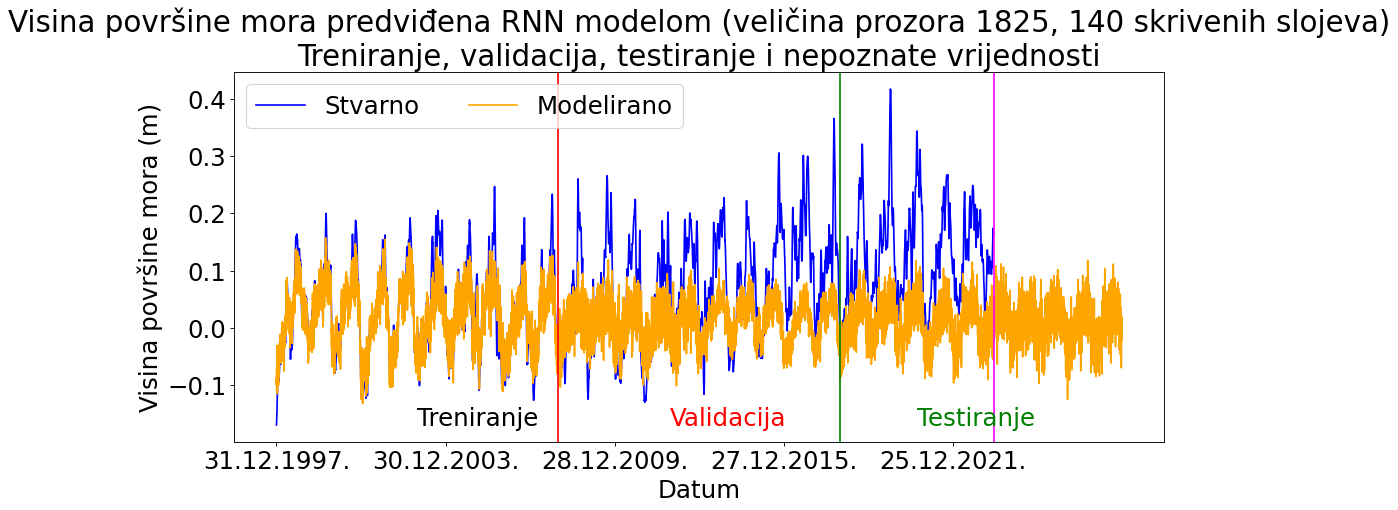 Visina površine mora predviđena RNN modelom (veličina prozora 1825, 140 skrivenih slojeva)
Treniranje, validacija, testiranje i nepoznate vrijednosti
Stvarno Modelirano
Visina površine mora (m)
0.4
0.3
0.2
0.1
0.0
−0.1
Treniranje Validacija Testiranje
31.12.1997. 30.12.2003. 28.12.2009. 27.12.2015. 25.12.2021.
Datum